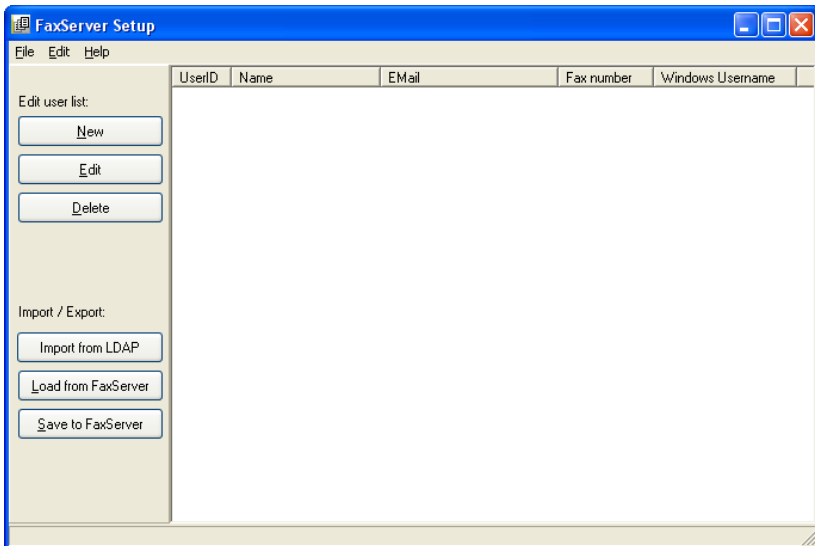 FaxServer Setup
File Edit Help
UserID Name EMail Fax number Windows Username
Edit user list:
New
Edit
Delete
Import / Export:
Import from LDAP
Load from FaxServer
Save to FaxServer